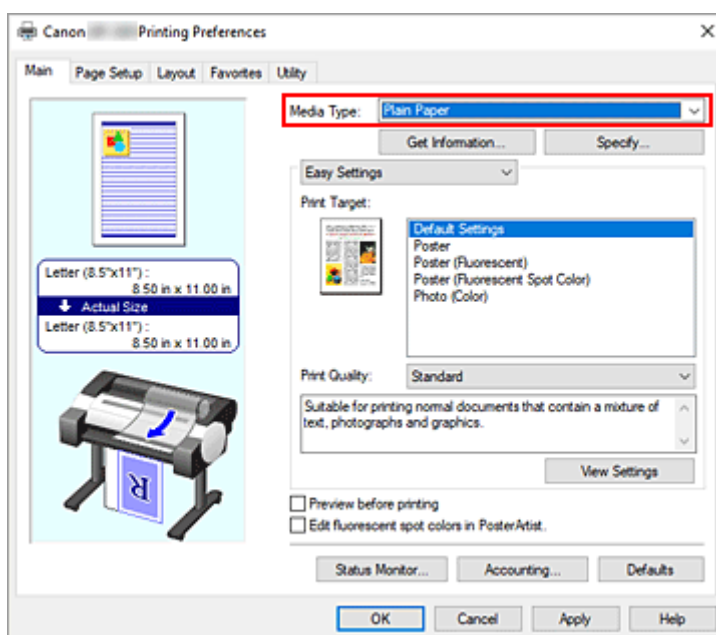 Canon Printing Preferences
Main Page Setup Layout Favorites Utility
Media Type: Plain Paper
Get Information... Specify...
Easy Settings
Print Target:
Default Settings
Poster
Poster (Fluorescent)
Poster (Fluorescent Spot Color)
Photo (Color)
Letter (8.5"x11") :
8.50 in x 11.00 in
Actual Size
Letter (8.5"x11") :
8.50 in x 11.00 in
R
Print Quality: Standard
Suitable for printing normal documents that contain a mixture of
text, photographs and graphics.
View Settings
Preview before printing
Edit fluorescent spot colors in PosterArtist.
Status Monitor... Accounting... Defaults
OK Cancel Apply Help